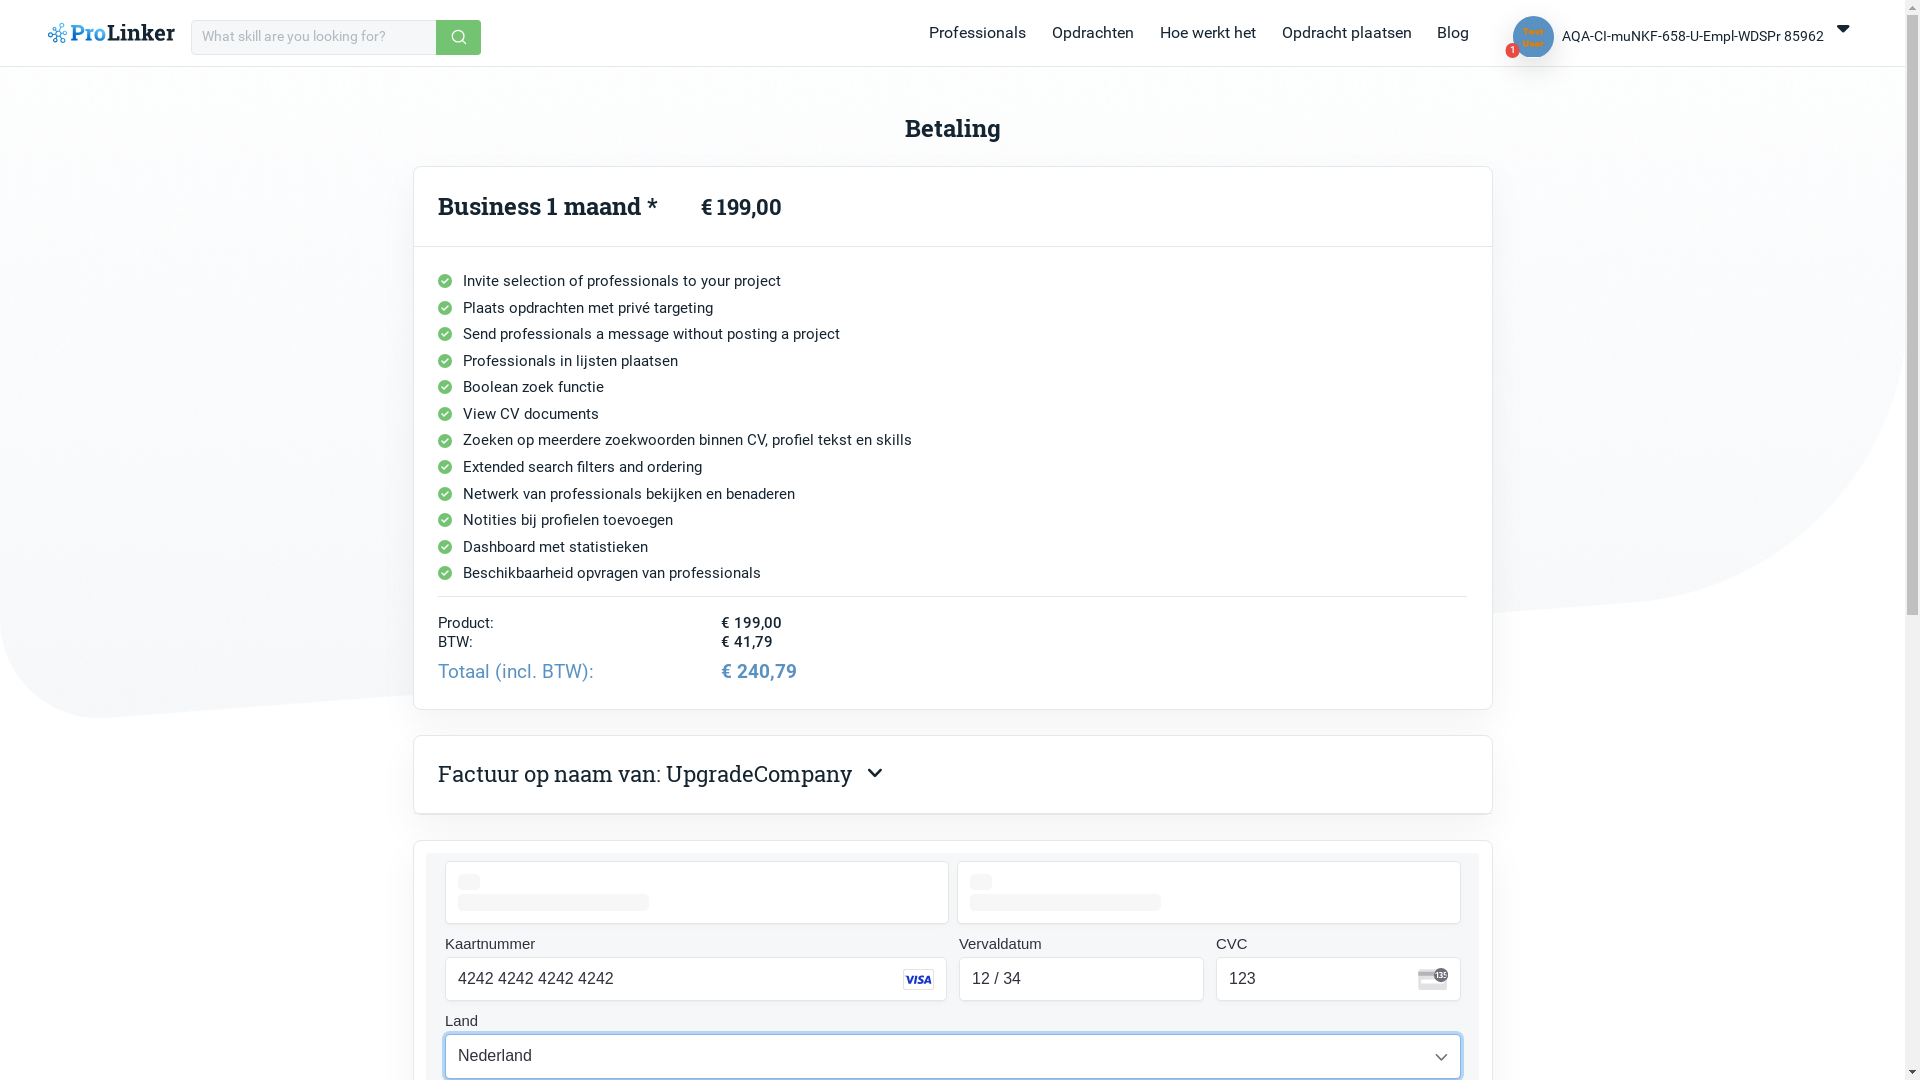 ProLinker
What skill are you looking for?
Professionals
Opdrachten
Hoe werkt het
Opdracht plaatsen
Blog
1
AQA-CI-muNKF-658-U-Empl-WDSPr 85962
Betaling
Business 1 maand * € 199,00
Invite selection of professionals to your project
Plaats opdrachten met privé targeting
Send professionals a message without posting a project
Professionals in lijsten plaatsen
Boolean zoek functie
View CV documents
Zoeken op meerdere zoekwoorden binnen CV, profiel tekst en skills
Extended search filters and ordering
Netwerk van professionals bekijken en benaderen
Notities bij profielen toevoegen
Dashboard met statistieken
Beschikbaarheid opvragen van professionals
Product: € 199,00
BTW: € 41,79
Totaal (incl. BTW): € 240,79
Factuur op naam van: UpgradeCompany
Kaartnummer
4242 4242 4242 4242
VISA
Vervaldatum
12 / 34
CVC
123
135
Land
Nederland